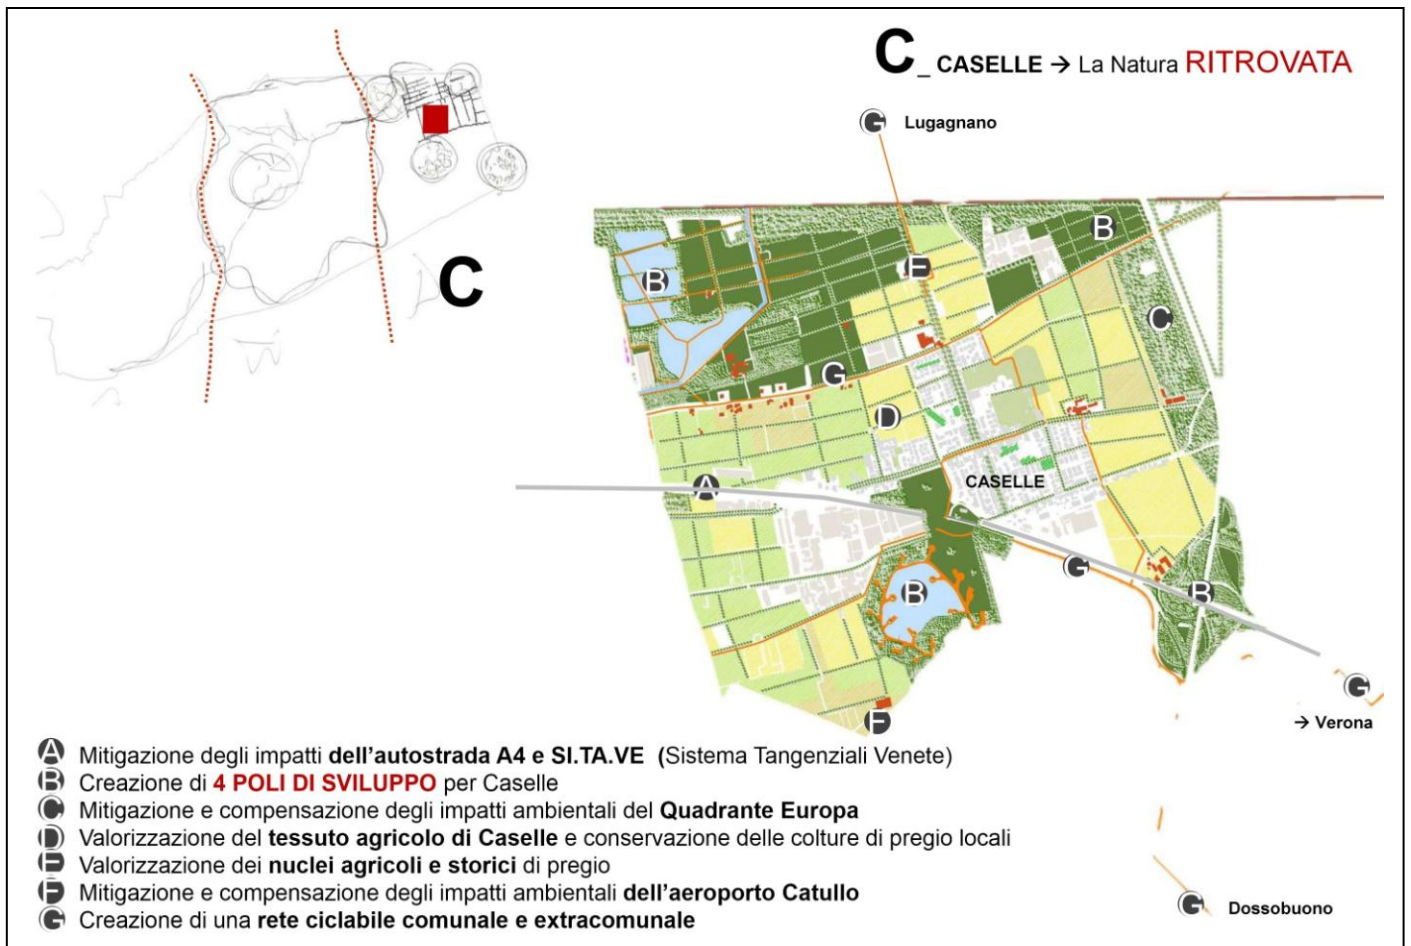 C_ CASELLE → La Natura RITROVATA
C
G Lugagnano
B
B
E
C
G
D
A
CASELLE
G
B
B
G
→ Verona
F
A Mitigazione degli impatti dell'autostrada A4 e SI.TA.VE (Sistema Tangenziali Venete)
B Creazione di 4 POLI DI SVILUPPO per Caselle
C Mitigazione e compensazione degli impatti ambientali del Quadrante Europa
D Valorizzazione del tessuto agricolo di Caselle e conservazione delle colture di pregio locali
E Valorizzazione dei nuclei agricoli e storici di pregio
F Mitigazione e compensazione degli impatti ambientali dell'aeroporto Catullo
G Creazione di una rete ciclabile comunale e extracomunale
G Dossobuono